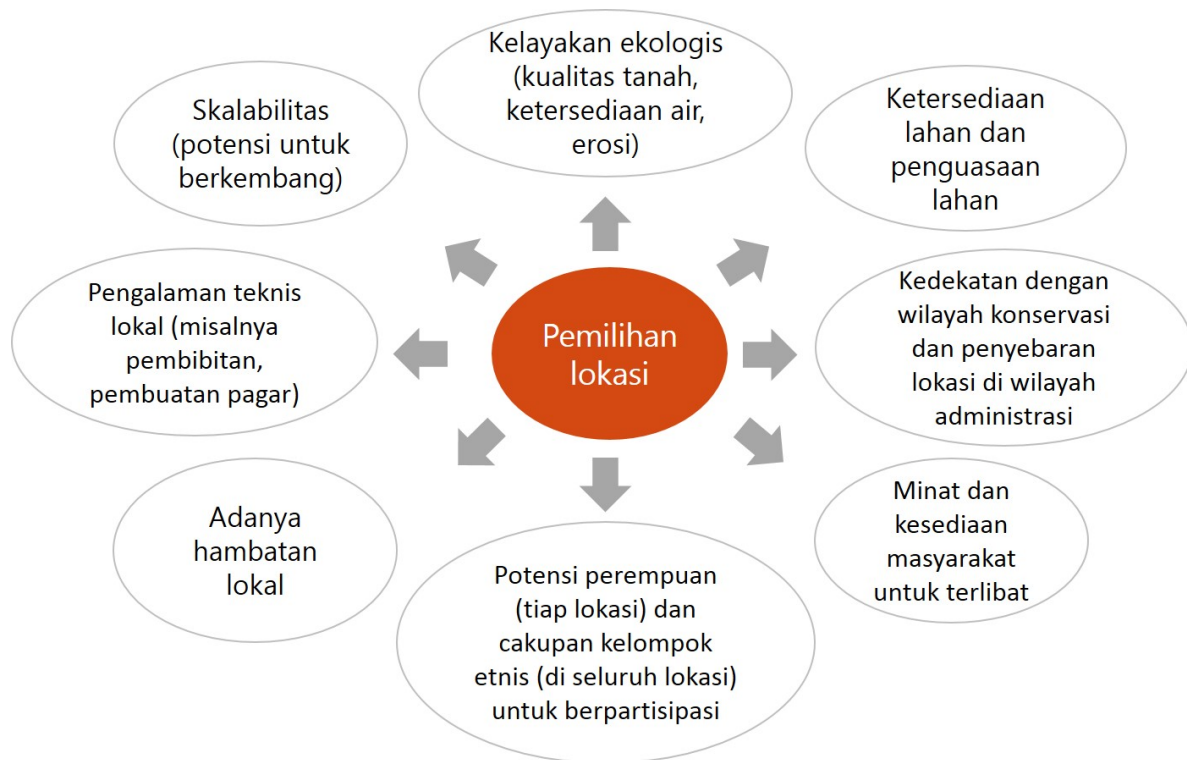 Kelayakan ekologis
(kualitas tanah,
ketersediaan air,
erosi)
Skalabilitas
(potensi untuk
berkembang)
Ketersediaan
lahan dan
penguasaan
lahan
Pengalaman teknis
lokal (misalnya
pembibitan,
pembuatan pagar)
Pemilihan
lokasi
Kedekatan dengan
wilayah konservasi
dan penyebaran
lokasi di wilayah
administrasi
Adanya
hambatan
lokal
Potensi perempuan
(tiap lokasi) dan
cakupan kelompok
etnis (di seluruh lokasi)
untuk berpartisipasi
Minat dan
kesediaan
masyarakat
untuk terlibat